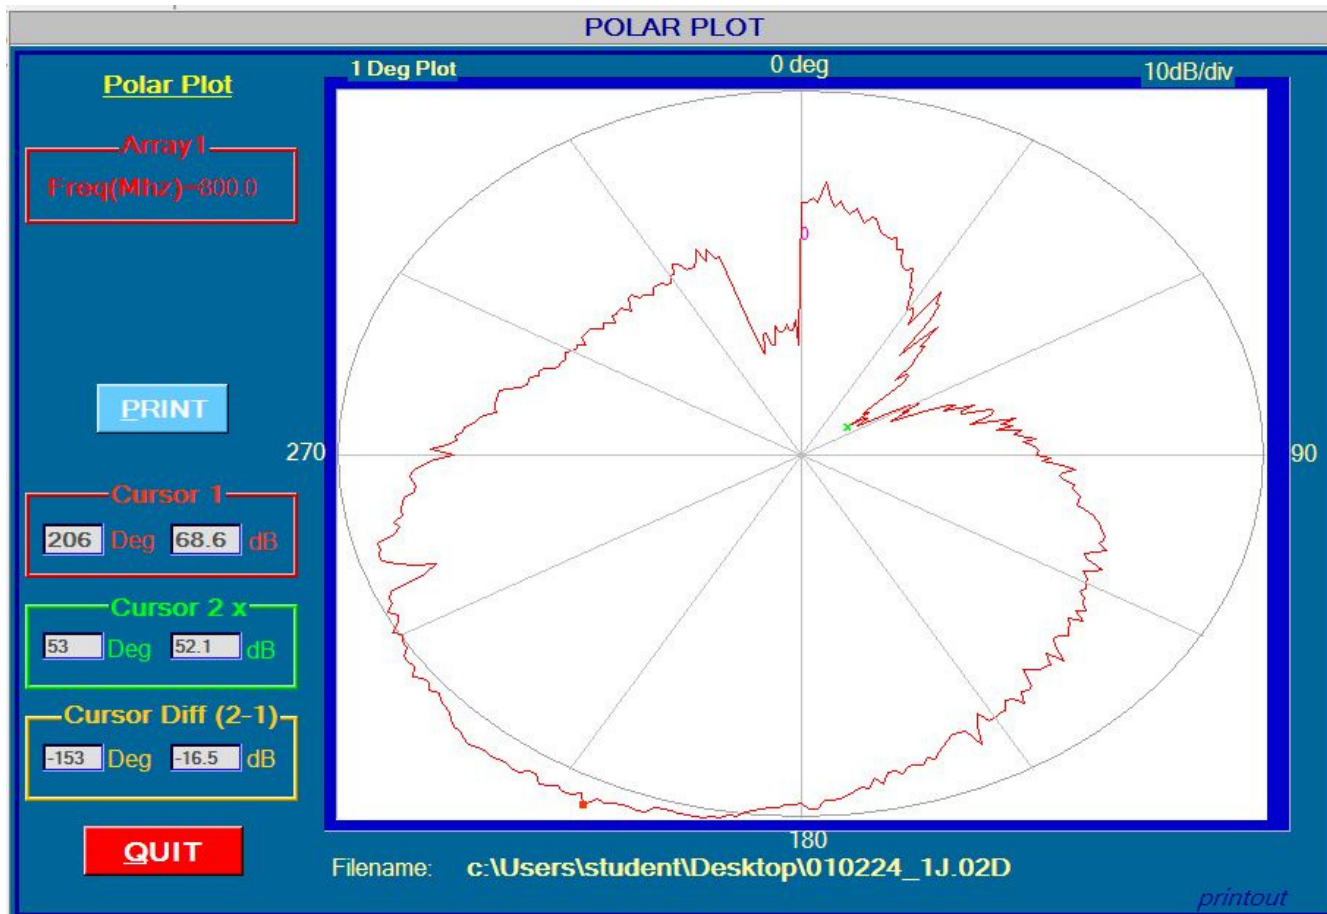 POLAR PLOT
Polar Plot
1 Deg Plot
0 deg
10dB/div
Array1
Freq(Mhz)=800.0
0
PRINT
270
90
Cursor 1
206 Deg 68.6 dB
Cursor 2 x
53 Deg 52.1 dB
Cursor Diff (2-1)
-153 Deg -16.5 dB
QUIT
180
Filename: c:\Users\student\Desktop\010224_1J.02D
printout